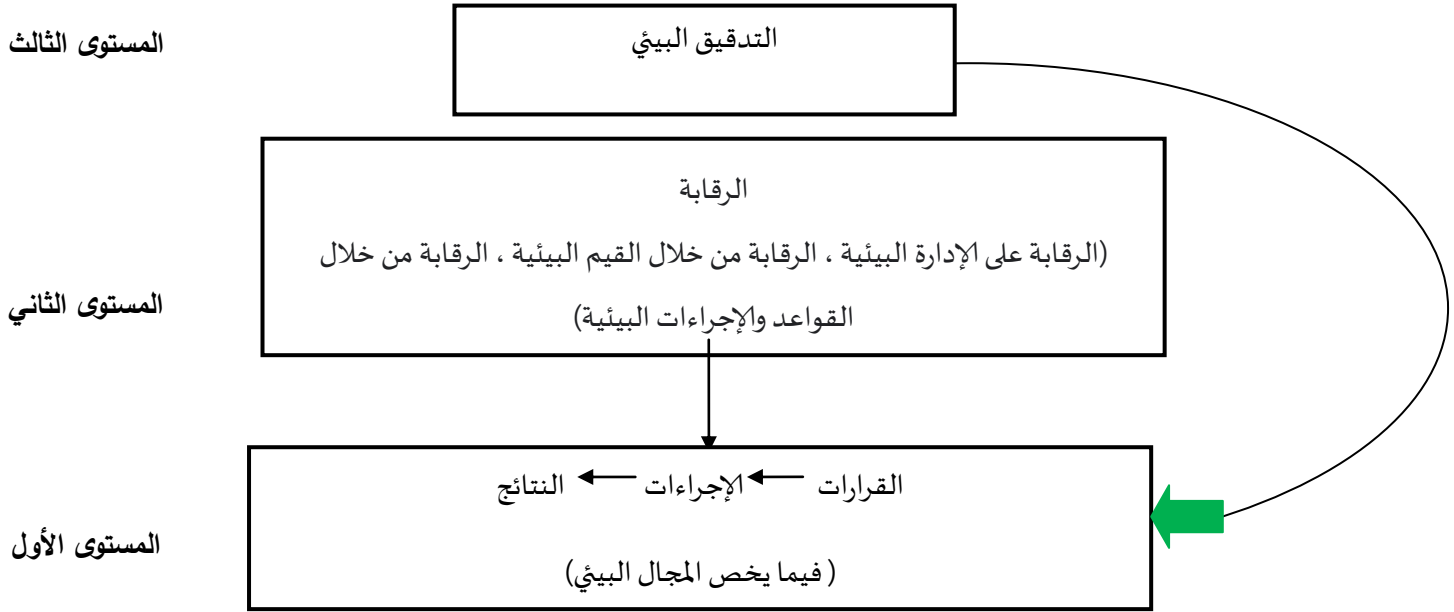 المستوى الثالث
التدقيق البيئي
الرقابة
(الرقابة على الإدارة البيئية ، الرقابة من خلال القيم البيئية ، الرقابة من خلال
القواعد والإجراءات البيئية)
المستوى الثاني
القرارات الإجراءات النتائج
(فيما يخص المجال البيئي)
المستوى الأول